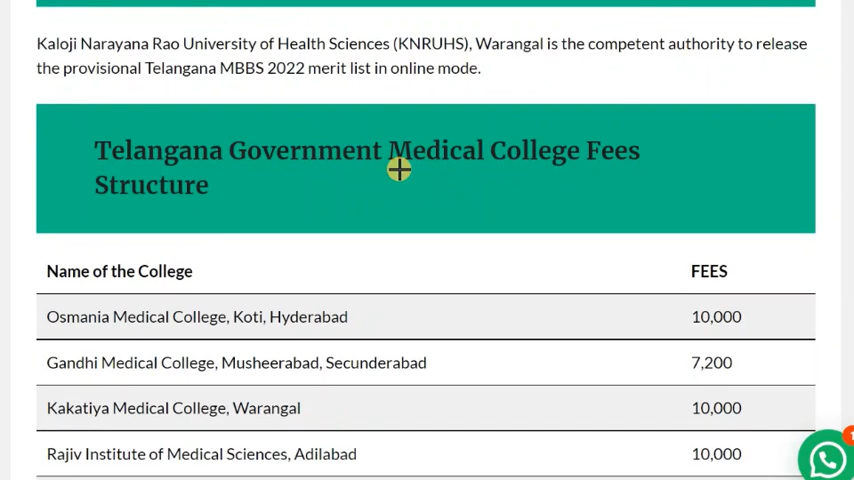 Kaloji Narayana Rao University of Health Sciences (KNRUHS), Warangal is the competent authority to release
the provisional Telangana MBBS 2022 merit list in online mode.
Telangana Government Medical College Fees
Structure
Name of the College FEES
Osmania Medical College, Koti, Hyderabad 10,000
Gandhi Medical College, Musheerabad, Secunderabad 7,200
Kakatiya Medical College, Warangal 10,000
Rajiv Institute of Medical Sciences, Adilabad 10,000